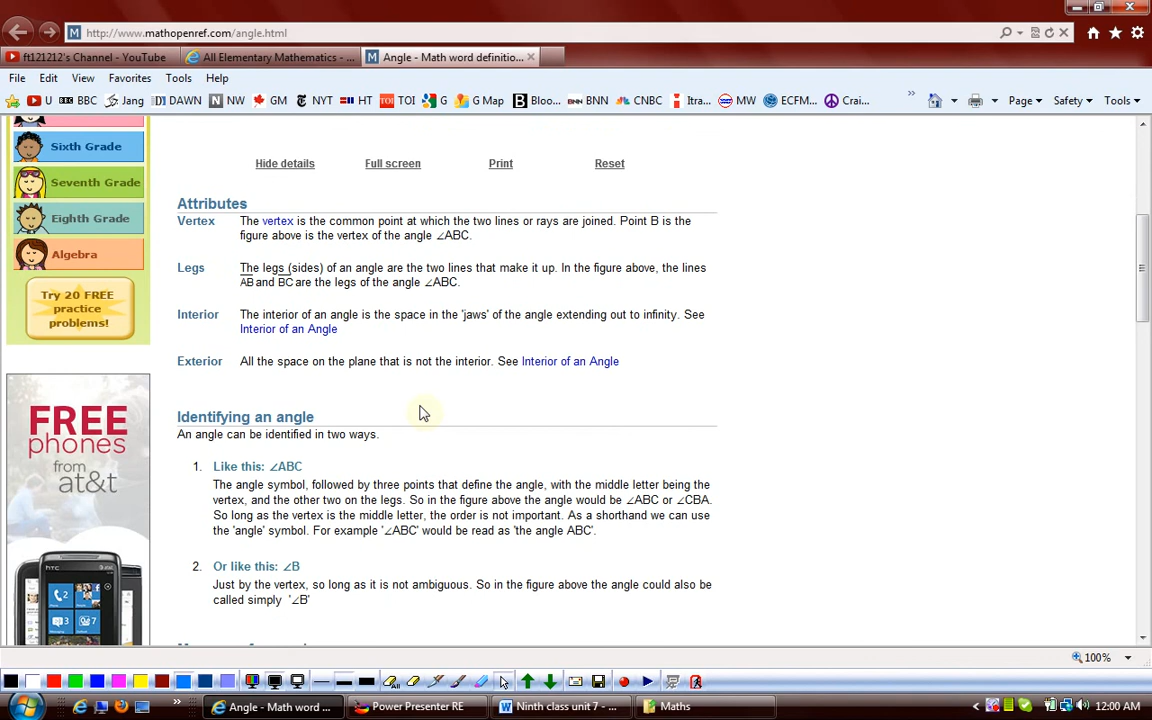 http://www.mathopenref.com/angle.html
ft121212's Channel - YouTube
All Elementary Mathematics - ...
Angle - Math word definitio...
File Edit View Favorites Tools Help
U BBC Jang DAWN NW GM NYT HT TOI G G Map Bloo... BNN CNBC Itra... MW ECFM... Crai...
Page Safety Tools
Sixth Grade
Seventh Grade
Eighth Grade
Algebra
Try 20 FREE
practice
problems!
FREE
phones
from
at&t
Hide details Full screen Print Reset
Attributes
Vertex The vertex is the common point at which the two lines or rays are joined. Point B is the
figure above is the vertex of the angle ∠ABC.
Legs The legs (sides) of an angle are the two lines that make it up. In the figure above, the lines
AB and BC are the legs of the angle ∠ABC.
Interior The interior of an angle is the space in the 'jaws' of the angle extending out to infinity. See
Interior of an Angle
Exterior All the space on the plane that is not the interior. See Interior of an Angle
Identifying an angle
An angle can be identified in two ways.
1. Like this: ∠ABC
The angle symbol, followed by three points that define the angle, with the middle letter being the
vertex, and the other two on the legs. So in the figure above the angle would be ∠ABC or ∠CBA.
So long as the vertex is the middle letter, the order is not important. As a shorthand we can use
the 'angle' symbol. For example '∠ABC' would be read as 'the angle ABC'.
2. Or like this: ∠B
Just by the vertex, so long as it is not ambiguous. So in the figure above the angle could also be
called simply '∠B'
100%
Angle - Math word ...
Power Presenter RE
Ninth class unit 7 - ...
Maths
12:00 AM